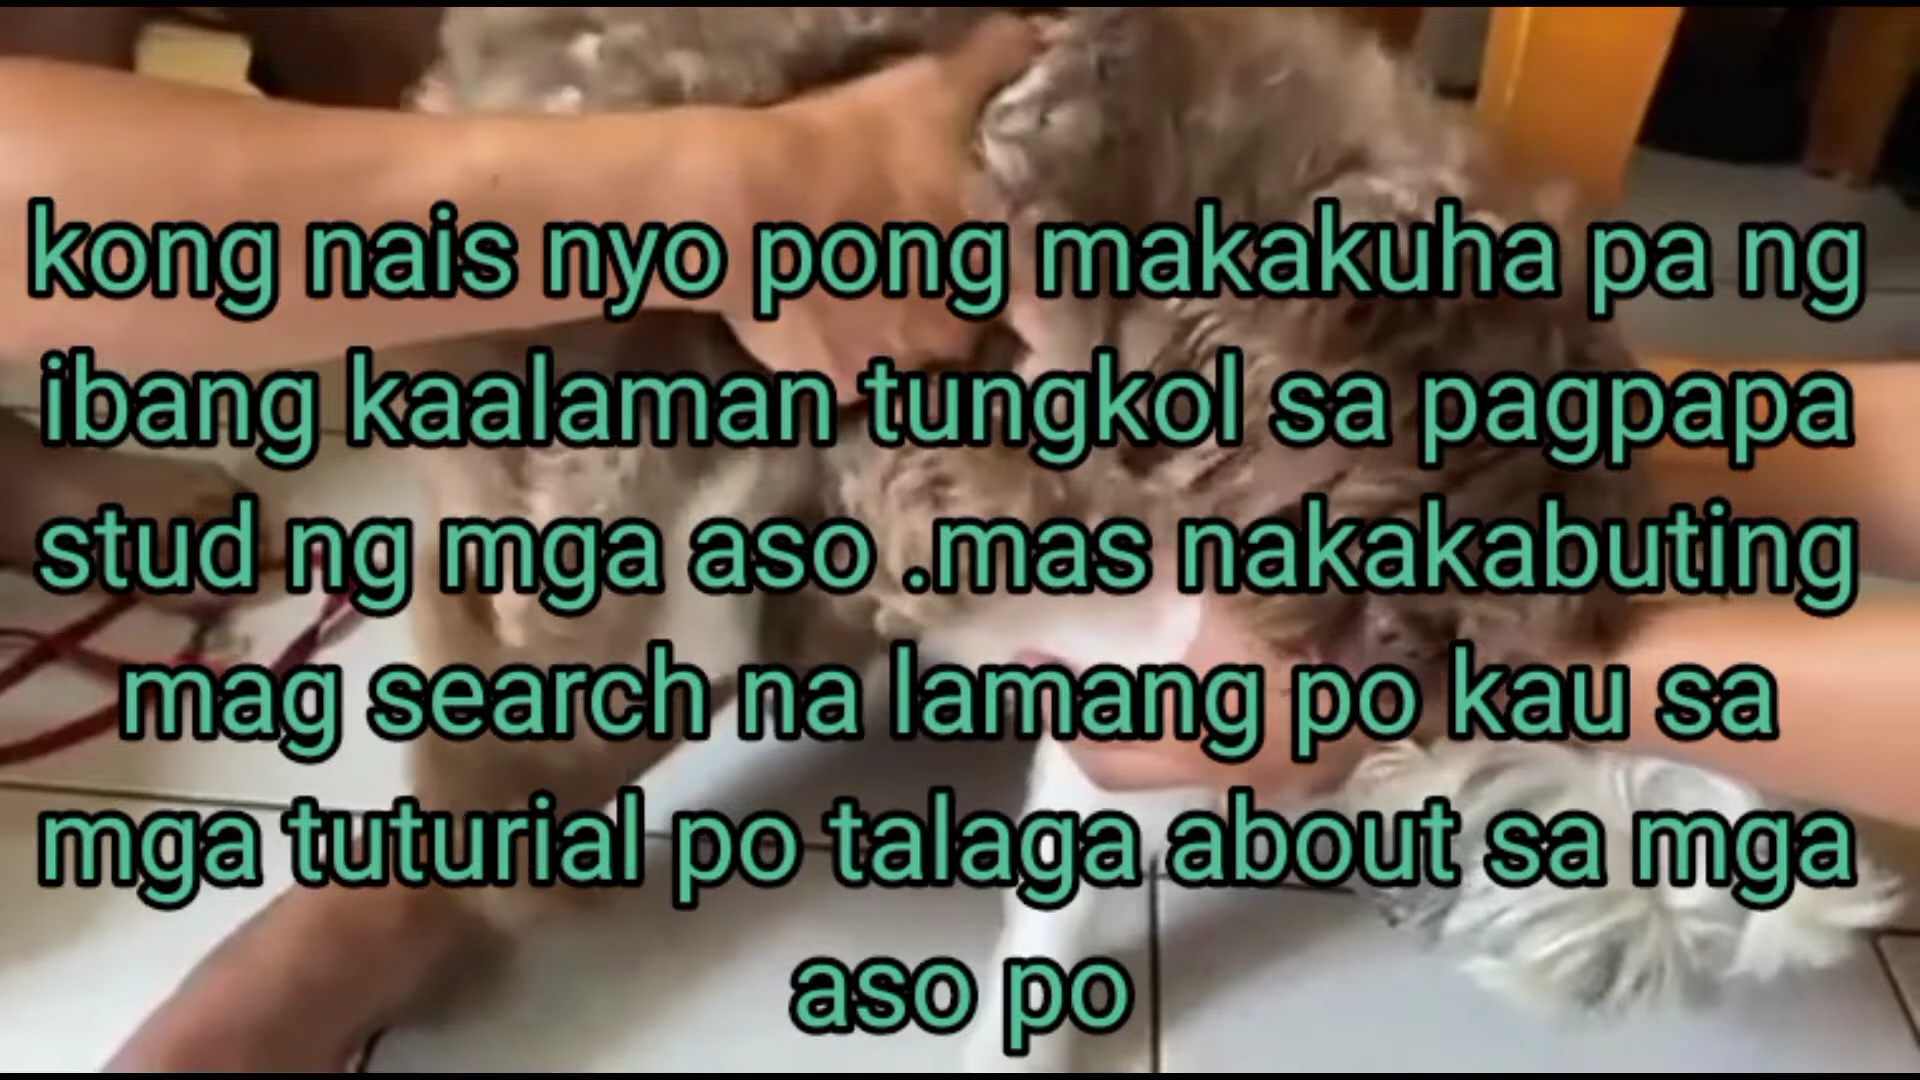 kong nais nyo pong makakuha pa ng
ibang kaalaman tungkol sa pagpapa
stud ng mga aso .mas nakakabuting
mag search na lamang po kau sa
mga tuturial po talaga about sa mga
aso po